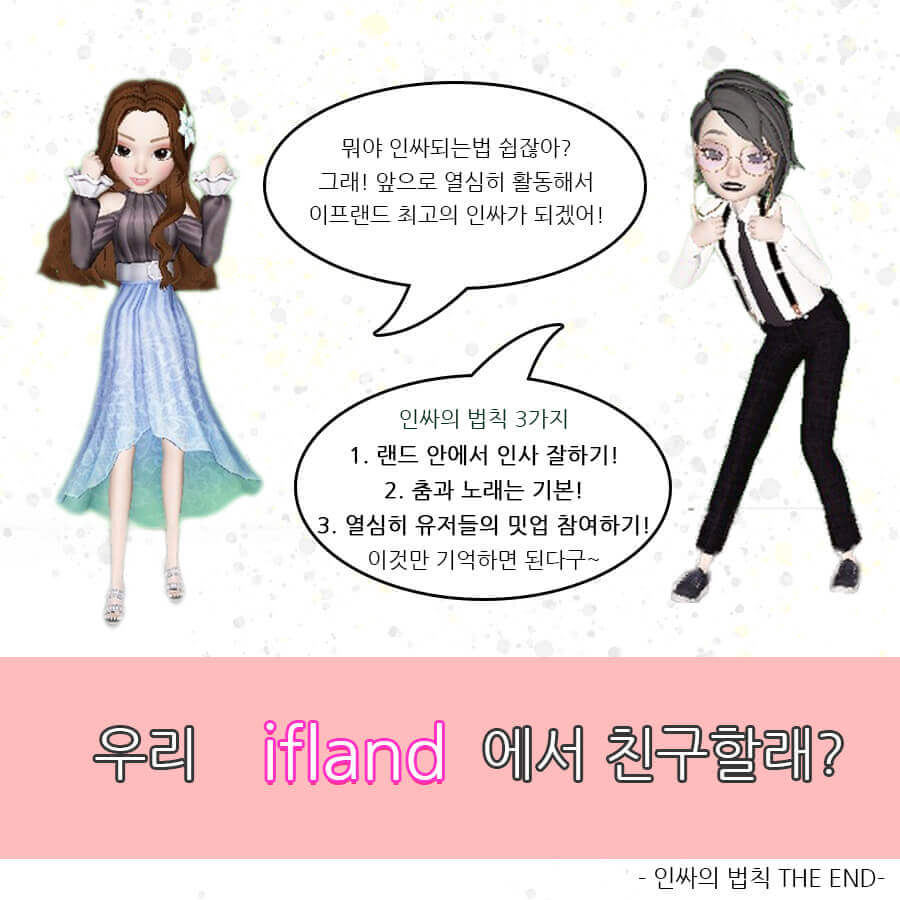 뭐야 인싸되는법 쉽잖아?
그래! 앞으로 열심히 활동해서
이프랜드 최고의 인싸가 되겠어!
인싸의 법칙 3가지
1. 랜드 안에서 인사 잘하기!
2. 춤과 노래는 기본!
3. 열심히 유저들의 밋업 참여하기!
이것만 기억하면 된다구~
우리 ifland 에서 친구할래?
- 인싸의 법칙 THE END-